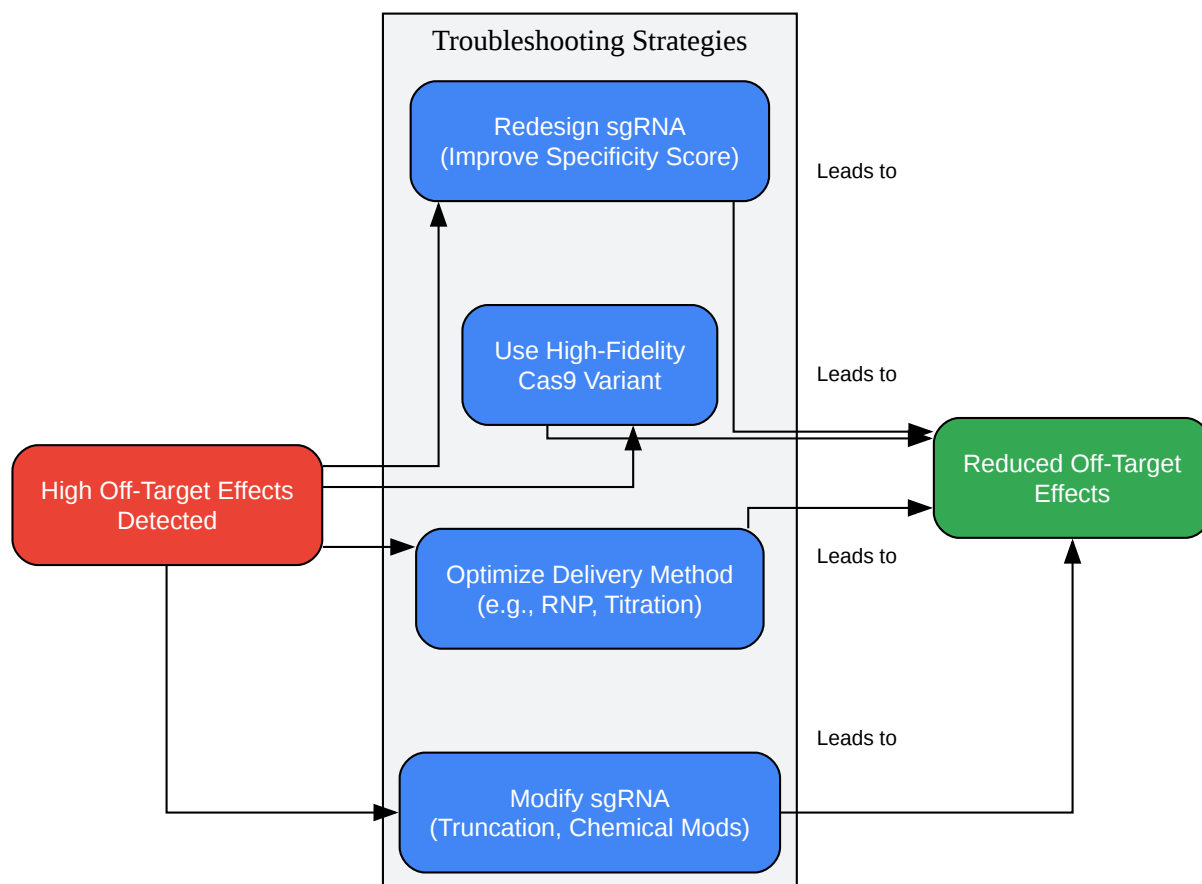 Troubleshooting Strategies
Redesign sgRNA
(Improve Specificity Score)
Leads to
Use High-Fidelity
Cas9 Variant
Leads to
High Off-Target Effects
Detected
Reduced Off-Target
Effects
Optimize Delivery Method
(e.g., RNP, Titration)
Leads to
Modify sgRNA
(Truncation, Chemical Mods)
Leads to